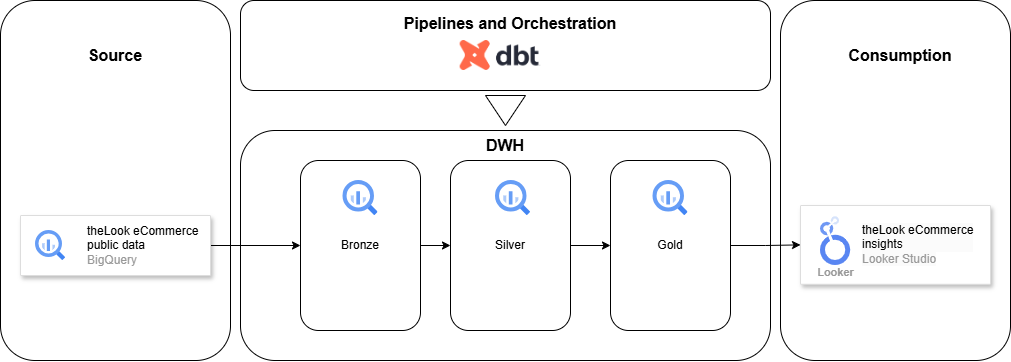 Source
Pipelines and Orchestration
dbt
Consumption
DWH
theLook eCommerce
public data
BigQuery
Bronze
Silver
Gold
Looker
theLook eCommerce
insights
Looker Studio